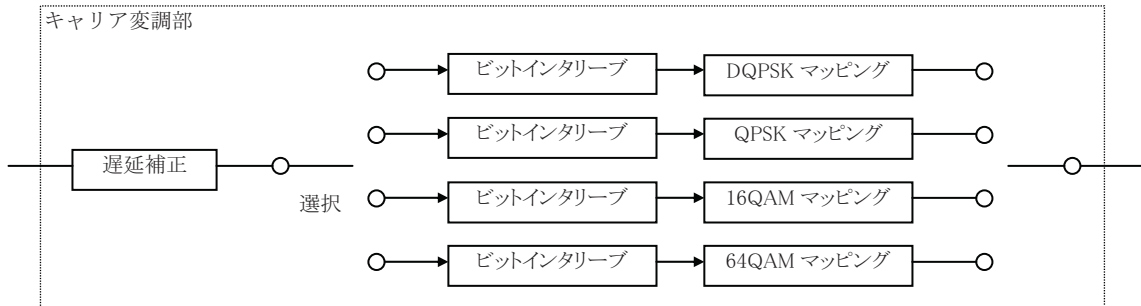 キャリア変調部
ビットインタリーブ
DQPSK マッピング
ビットインタリーブ
QPSK マッピング
遅延補正
選択
ビットインタリーブ
16QAM マッピング
ビットインタリーブ
64QAM マッピング